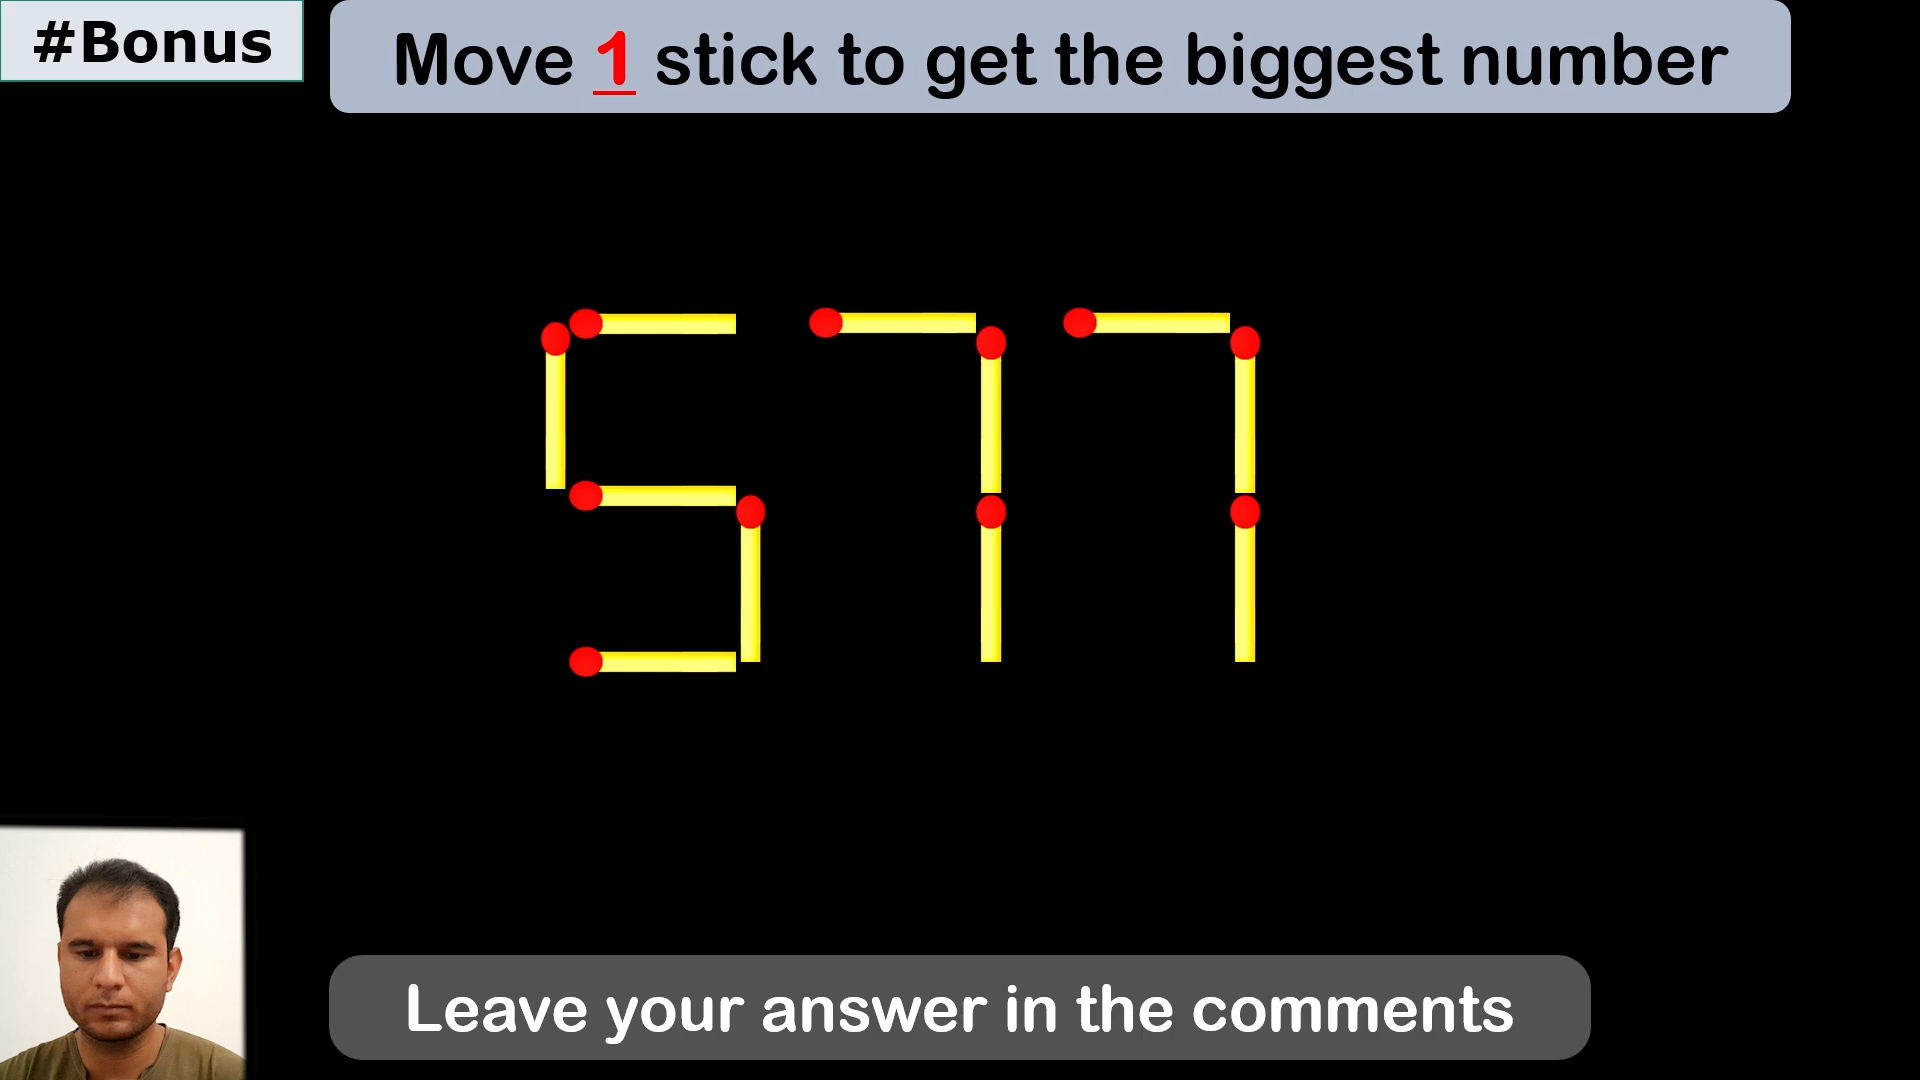 #Bonus
Move 1 stick to get the biggest number
577
Leave your answer in the comments